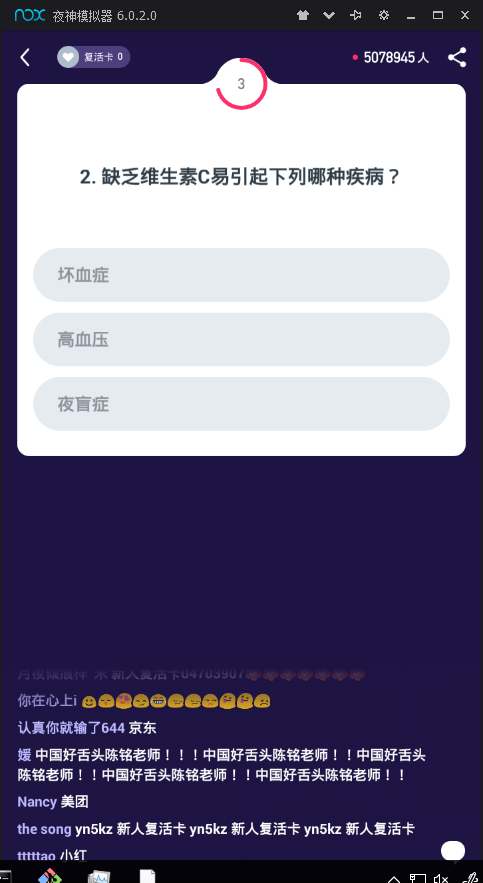 nox 夜神模拟器 6.0.2.0
复活卡 0
5078945 人
3
2. 缺乏维生素C易引起下列哪种疾病？
坏血症
高血压
夜盲症
新人复活卡04703907
你在心上i
认真你就输了644 京东
媛 中国好舌头陈铭老师！！！中国好舌头陈铭老师！！中国好舌头
陈铭老师！！中国好舌头陈铭老师！！中国好舌头陈铭老师！！
Nancy 美团
the song yn5kz 新人复活卡 yn5kz 新人复活卡 yn5kz 新人复活卡
tttttao 小红